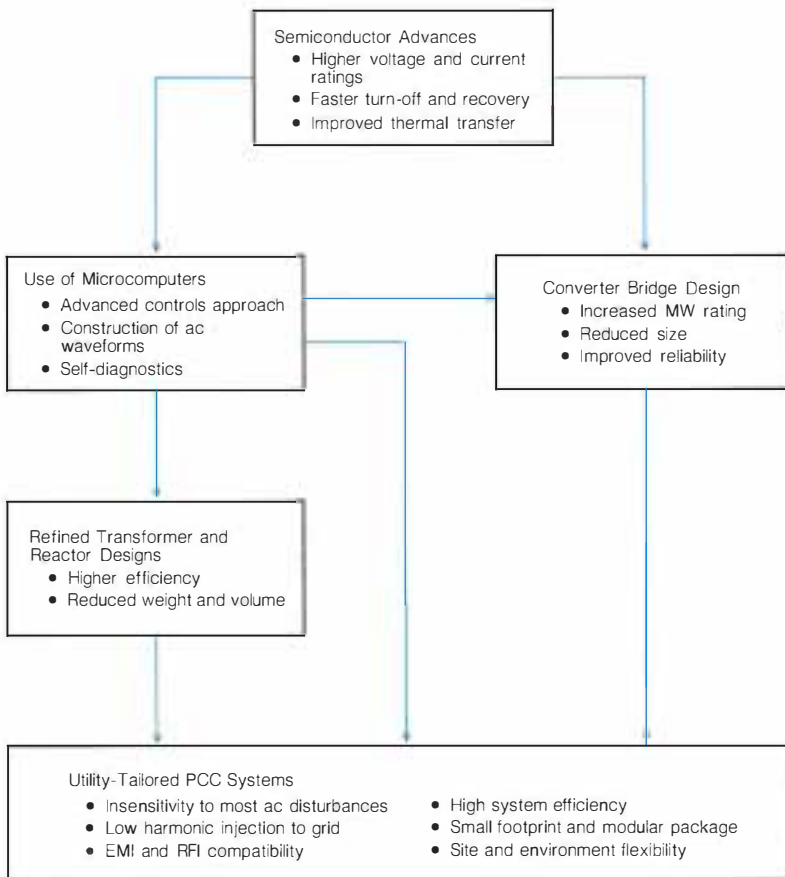 Semiconductor Advances
• Higher voltage and current
ratings
• Faster turn-off and recovery
• Improved thermal transfer
Use of Microcomputers
• Advanced controls approach
• Construction of ac
waveforms
• Self-diagnostics
Converter Bridge Design
• Increased MW rating
• Reduced size
• Improved reliability
Refined Transformer and
Reactor Designs
• Higher efficiency
• Reduced weight and volume
Utility-Tailored PCC Systems
• Insensitivity to most ac disturbances
• Low harmonic injection to grid
• EMI and RFI compatibility
• High system efficiency
• Small footprint and modular package
• Site and environment flexibility